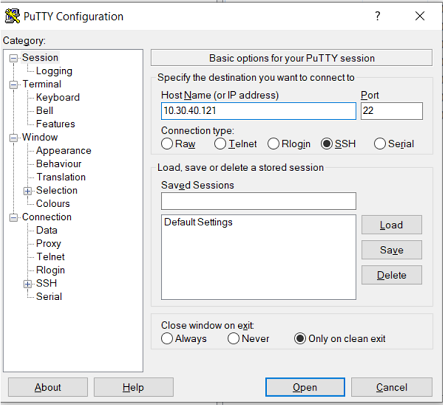 PuTTY Configuration
? ×
Category:
Session
Logging
Terminal
Keyboard
Bell
Features
Window
Appearance
Behaviour
Translation
Selection
Colours
Connection
Data
Proxy
Telnet
Rlogin
SSH
Serial
Basic options for your PuTTY session
Specify the destination you want to connect to
Host Name (or IP address) Port
10.30.40.121 22
Connection type:
Raw Telnet Rlogin SSH Serial
Load, save or delete a stored session
Saved Sessions
Default Settings
Load
Save
Delete
Close window on exit:
Always Never Only on clean exit
About Help Open Cancel